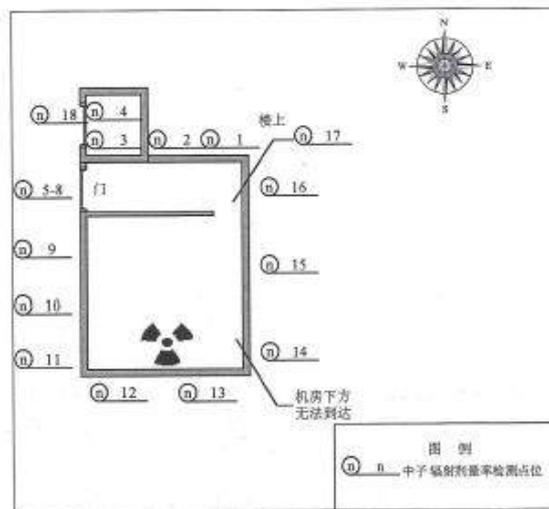 N
W E
S
ⓝ 18 ⓝ 4
ⓝ 3 ⓝ 2 ⓝ 1
楼上 ⓝ 17
ⓝ 5-8 门 ⓝ 16
ⓝ 9 ⓝ 15
ⓝ 10
ⓝ 11 ⓝ 14
ⓝ 12 ⓝ 13
机房下方
无法到达
图 例
ⓝ n 中子辐射剂量率检测点位